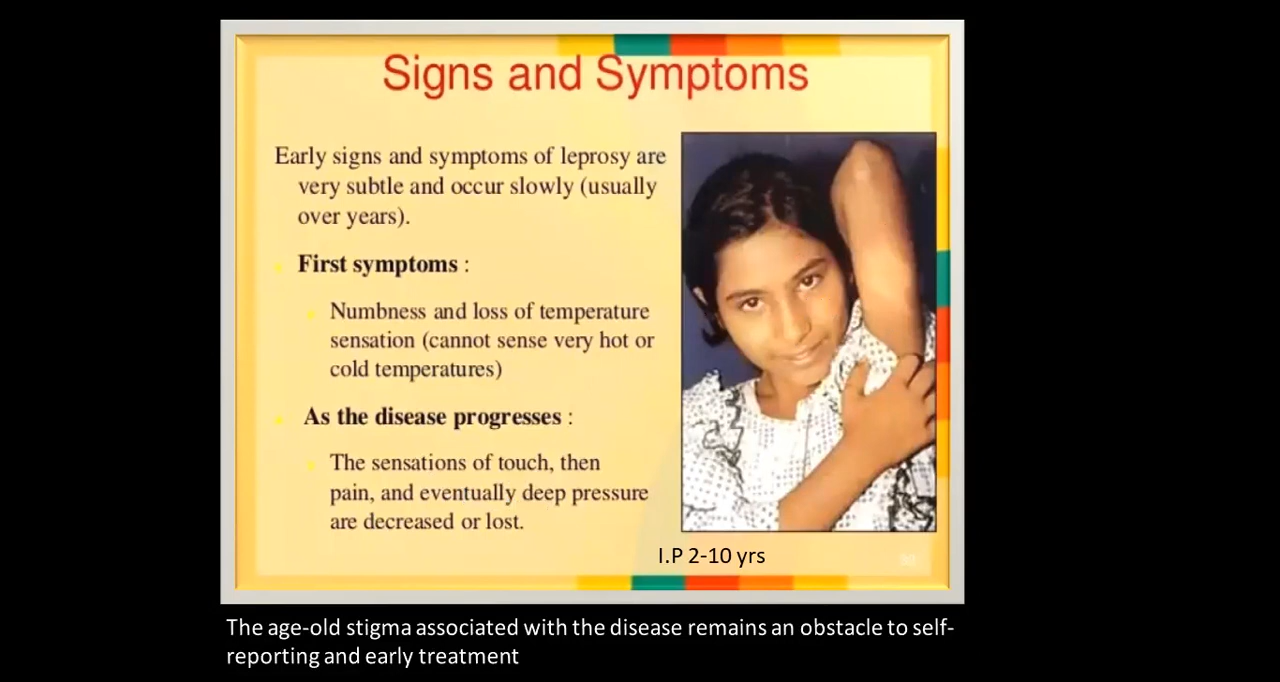 Signs and Symptoms
Early signs and symptoms of leprosy are
very subtle and occur slowly (usually
over years).
First symptoms :
Numbness and loss of temperature
sensation (cannot sense very hot or
cold temperatures)
As the disease progresses :
The sensations of touch, then
pain, and eventually deep pressure
are decreased or lost.
I.P 2-10 yrs
The age-old stigma associated with the disease remains an obstacle to self-
reporting and early treatment